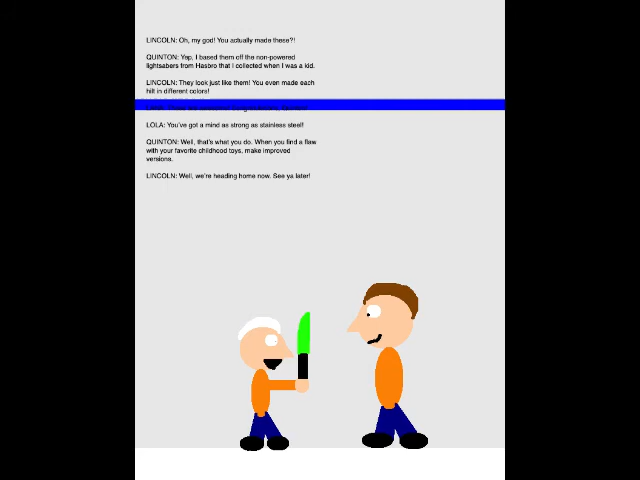 LINCOLN: Oh, my god! You actually made these?!
QUINTON: Yep, I based them off the non-powered
lightsabers from Hasbro that I collected when I was a kid.
LINCOLN: They look just like them! You even made each
hilt in different colors!
LOLA: You've got a mind as strong as stainless steel!
QUINTON: Well, that's what you do. When you find a flaw
with your favorite childhood toys, make improved
versions.
LINCOLN: Well, we're heading home now. See ya later!